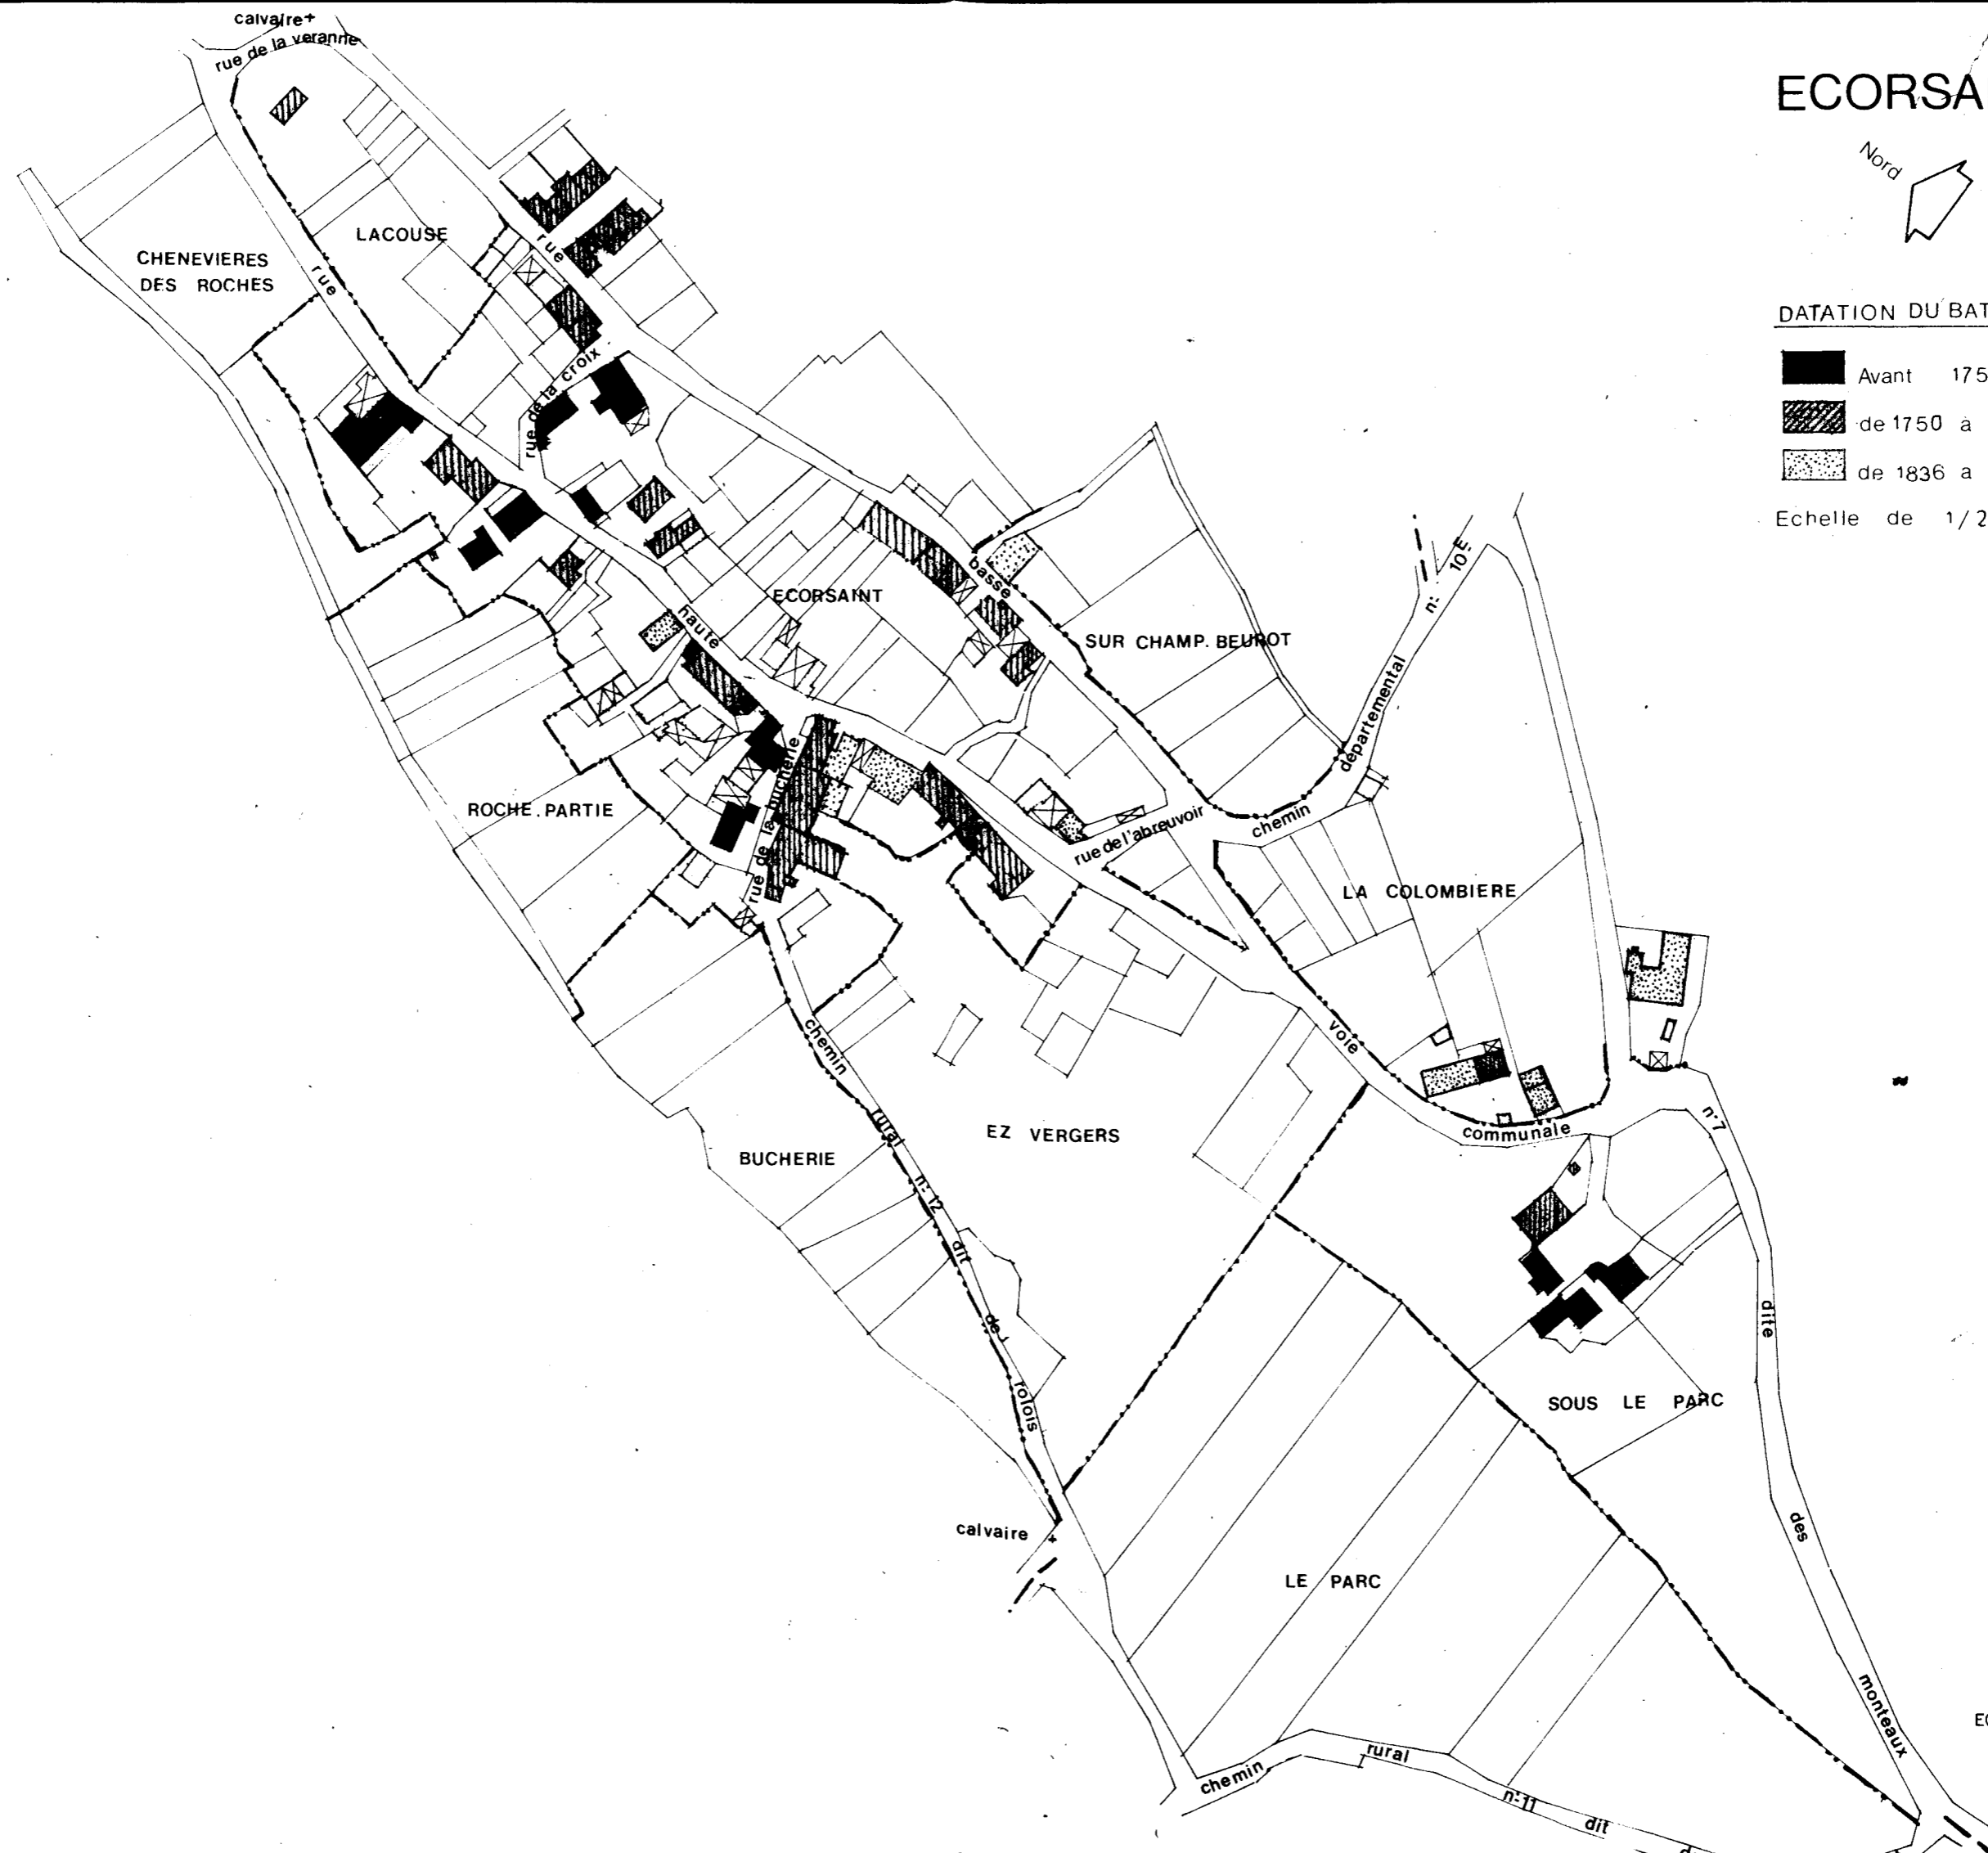 ECORSA
Nord
DATATION DU BAT
Avant 175
de 1750 à
de 1836 a
Echelle de 1/2
calvaire+
rue de la veranne
LACOUSE
CHENEVIERES
DES ROCHES
rue
rue
rue de la croix
ECORSAINT
basse
haute
SUR CHAMP. BEUROT
n: 10E
départemental
chemin
ROCHE.PARTIE
rue de la bucherie
rue de l'abreuvoir
LA COLOMBIERE
voie
communale
n:7
dite
des
monteaux
chemin
rural
n: 12
dit
de
rolois
EZ VERGERS
BUCHERIE
SOUS LE PARC
calvaire
+
LE PARC
chemin
rural
n:11
dit